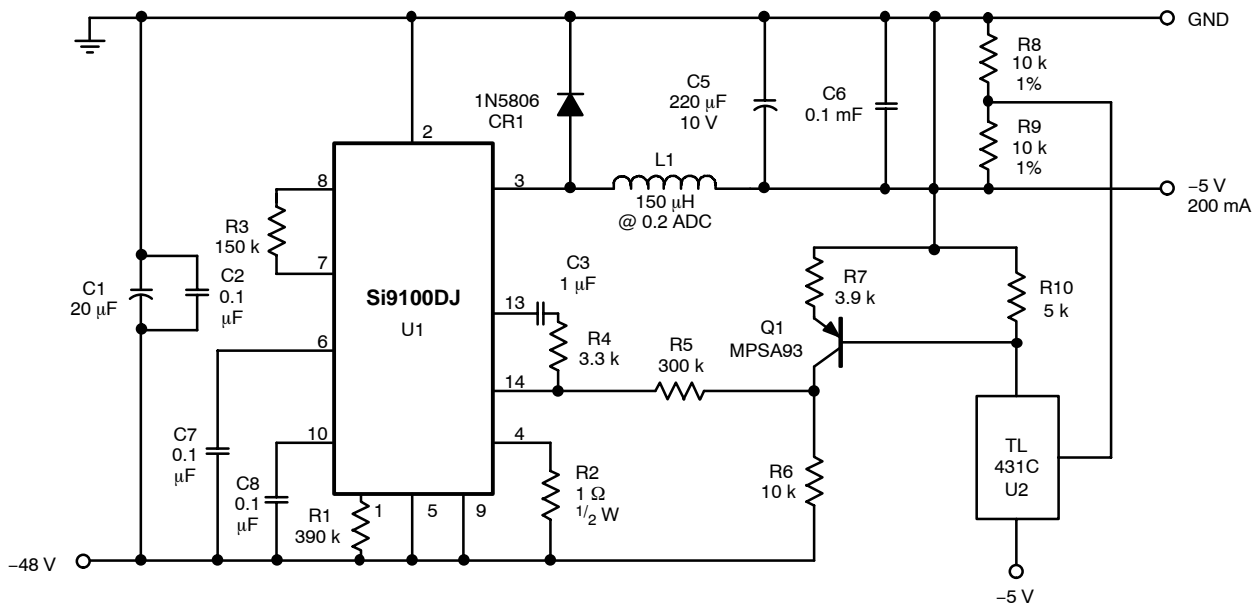 GND
R8
10 k
1%
C5
220 μF
10 V
C6
0.1 mF
1N5806
CR1
R9
10 k
1%
2
L1
3
150 μH
@ 0.2 ADC
−5 V
200 mA
8
R3
150 k
7
C1
20 μF
C2
0.1
μF
Si9100DJ
U1
C3
1 μF
13
R4
3.3 k
R7
3.9 k
R10
5 k
Q1
MPSA93
6
R5
300 k
14
C7
0.1
μF
10
4
C8
0.1
μF
R2
1 Ω
1/2 W
R6
10 k
TL
431C
U2
R1
390 k
1
5
9
−48 V
−5 V